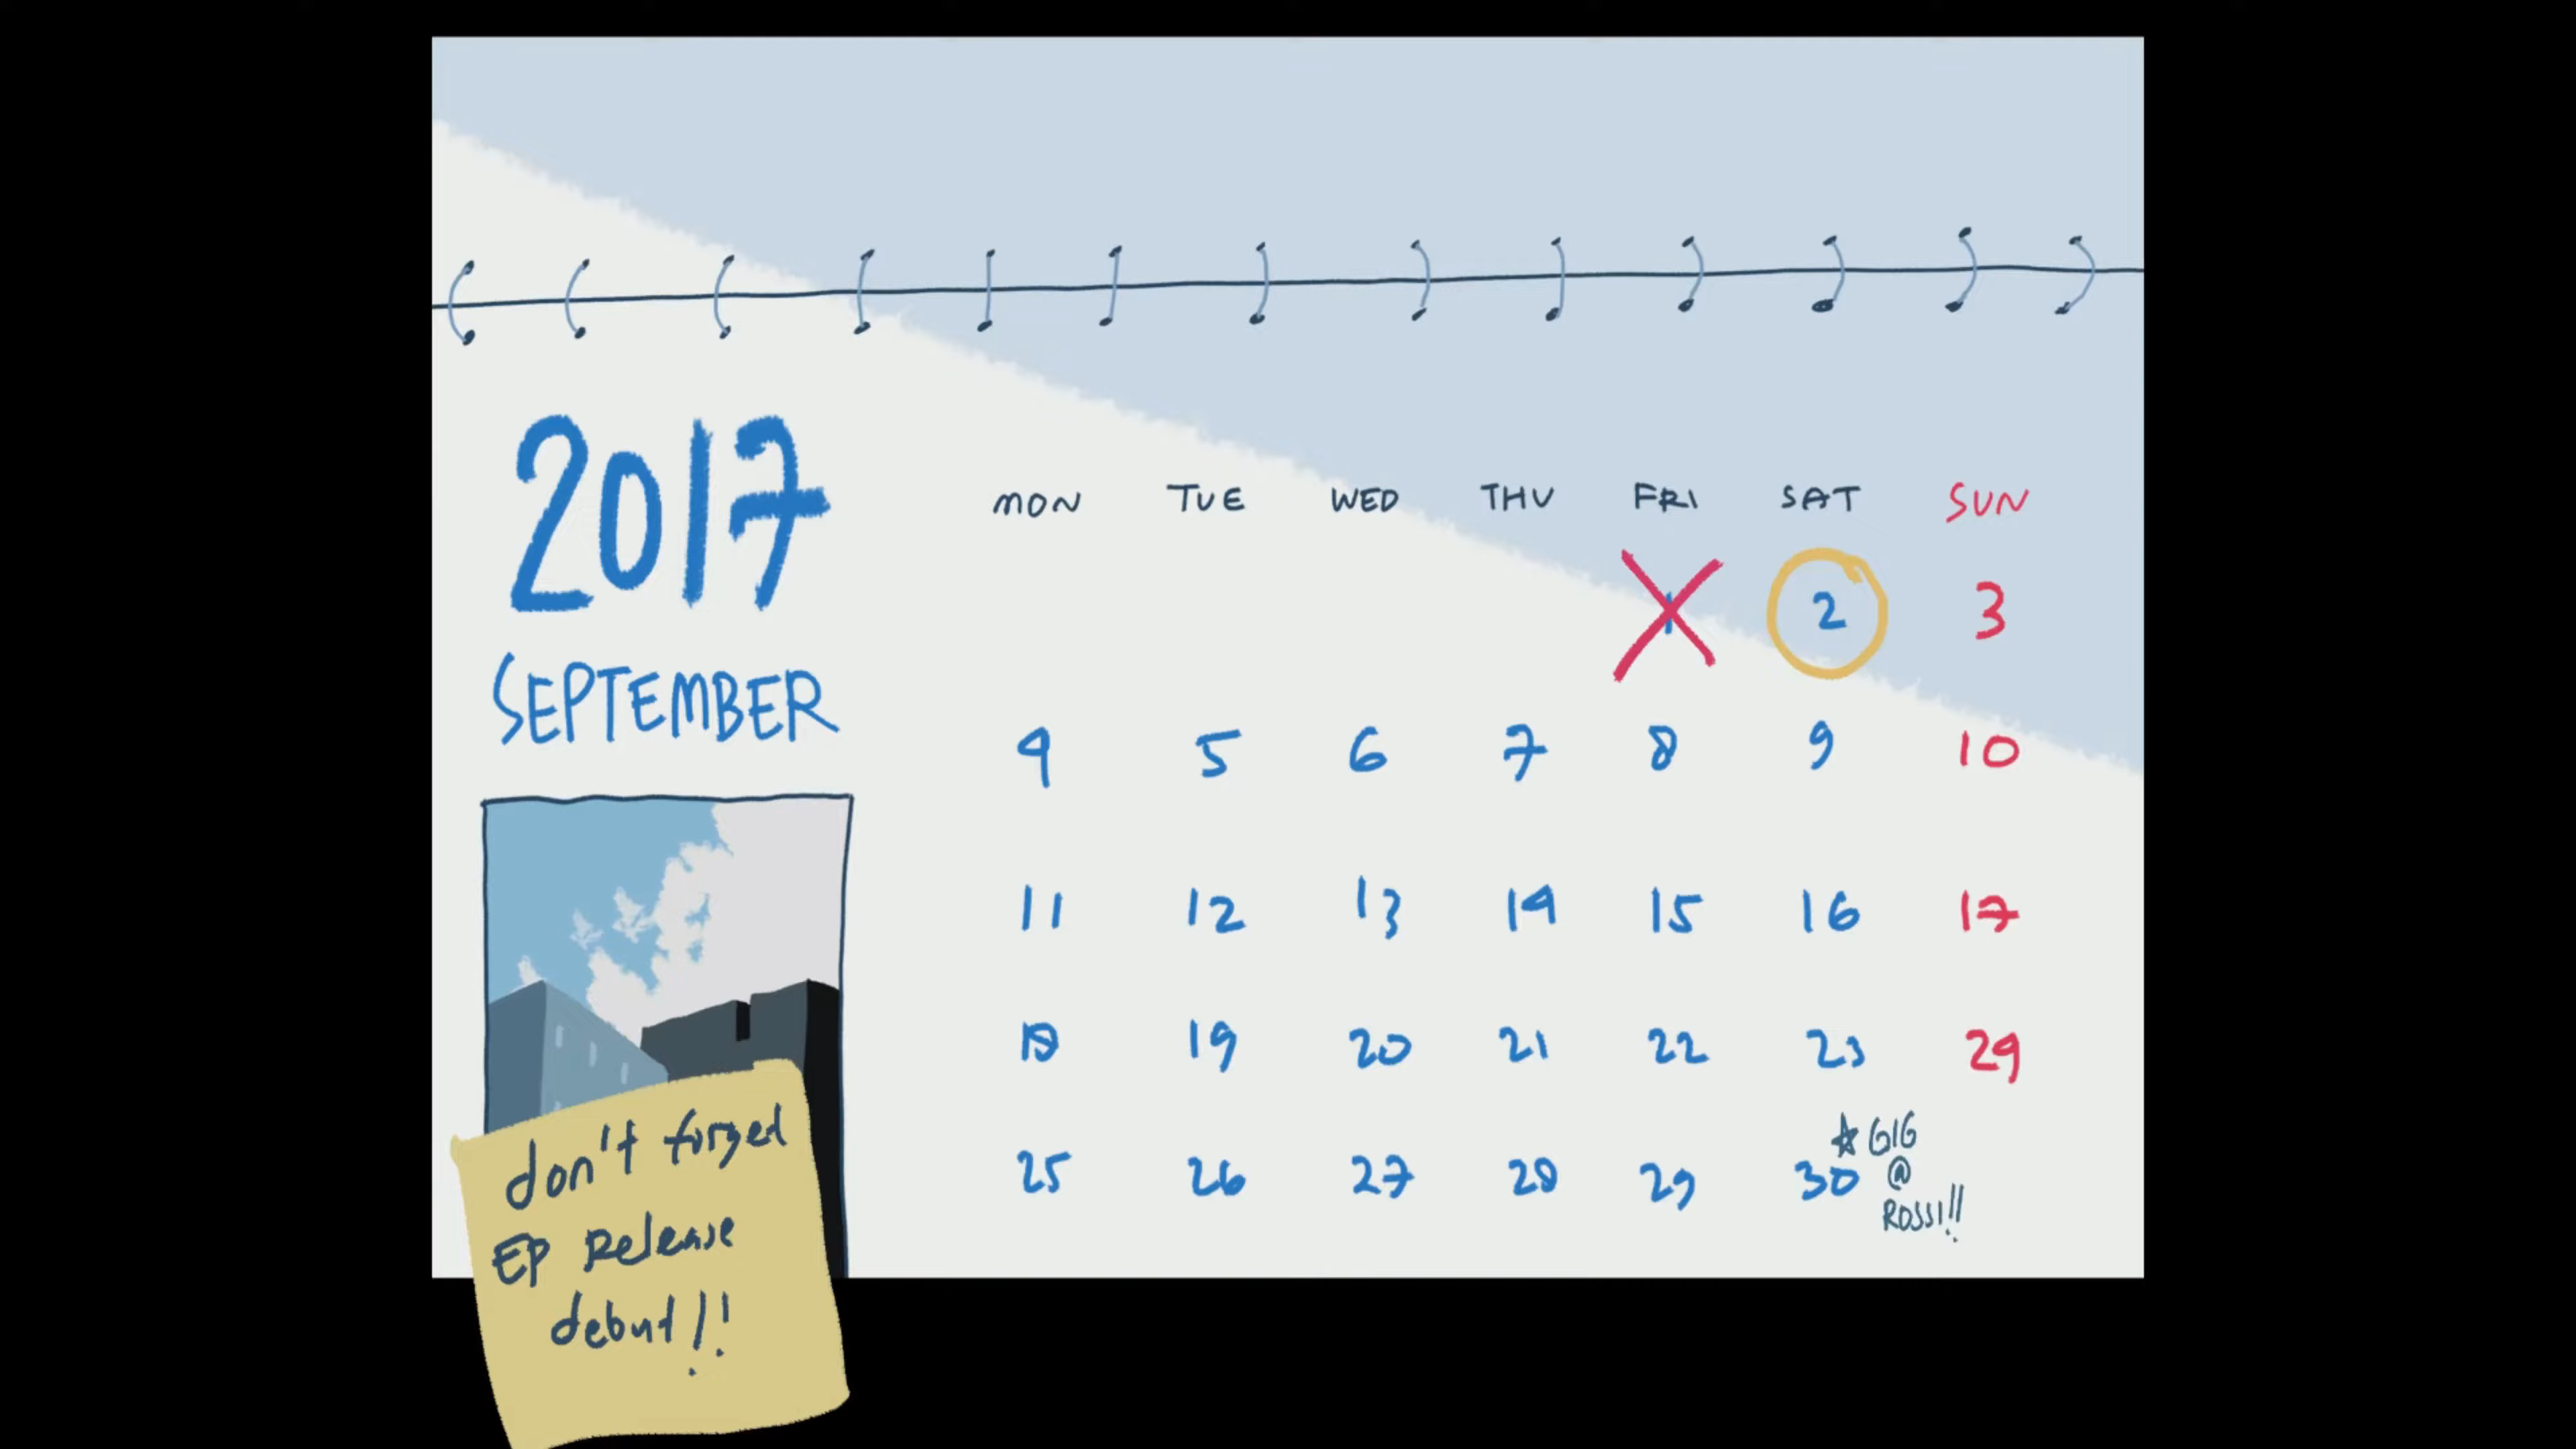 2017
SEPTEMBER
MON TUE WED THU FRI SAT SUN
1 2 3
4 5 6 7 8 9 10
11 12 13 14 15 16 17
18 19 20 21 22 23 24
25 26 27 28 29 30
★ GIG
@
ROSSI!!
don't forget
EP Release
debut!!